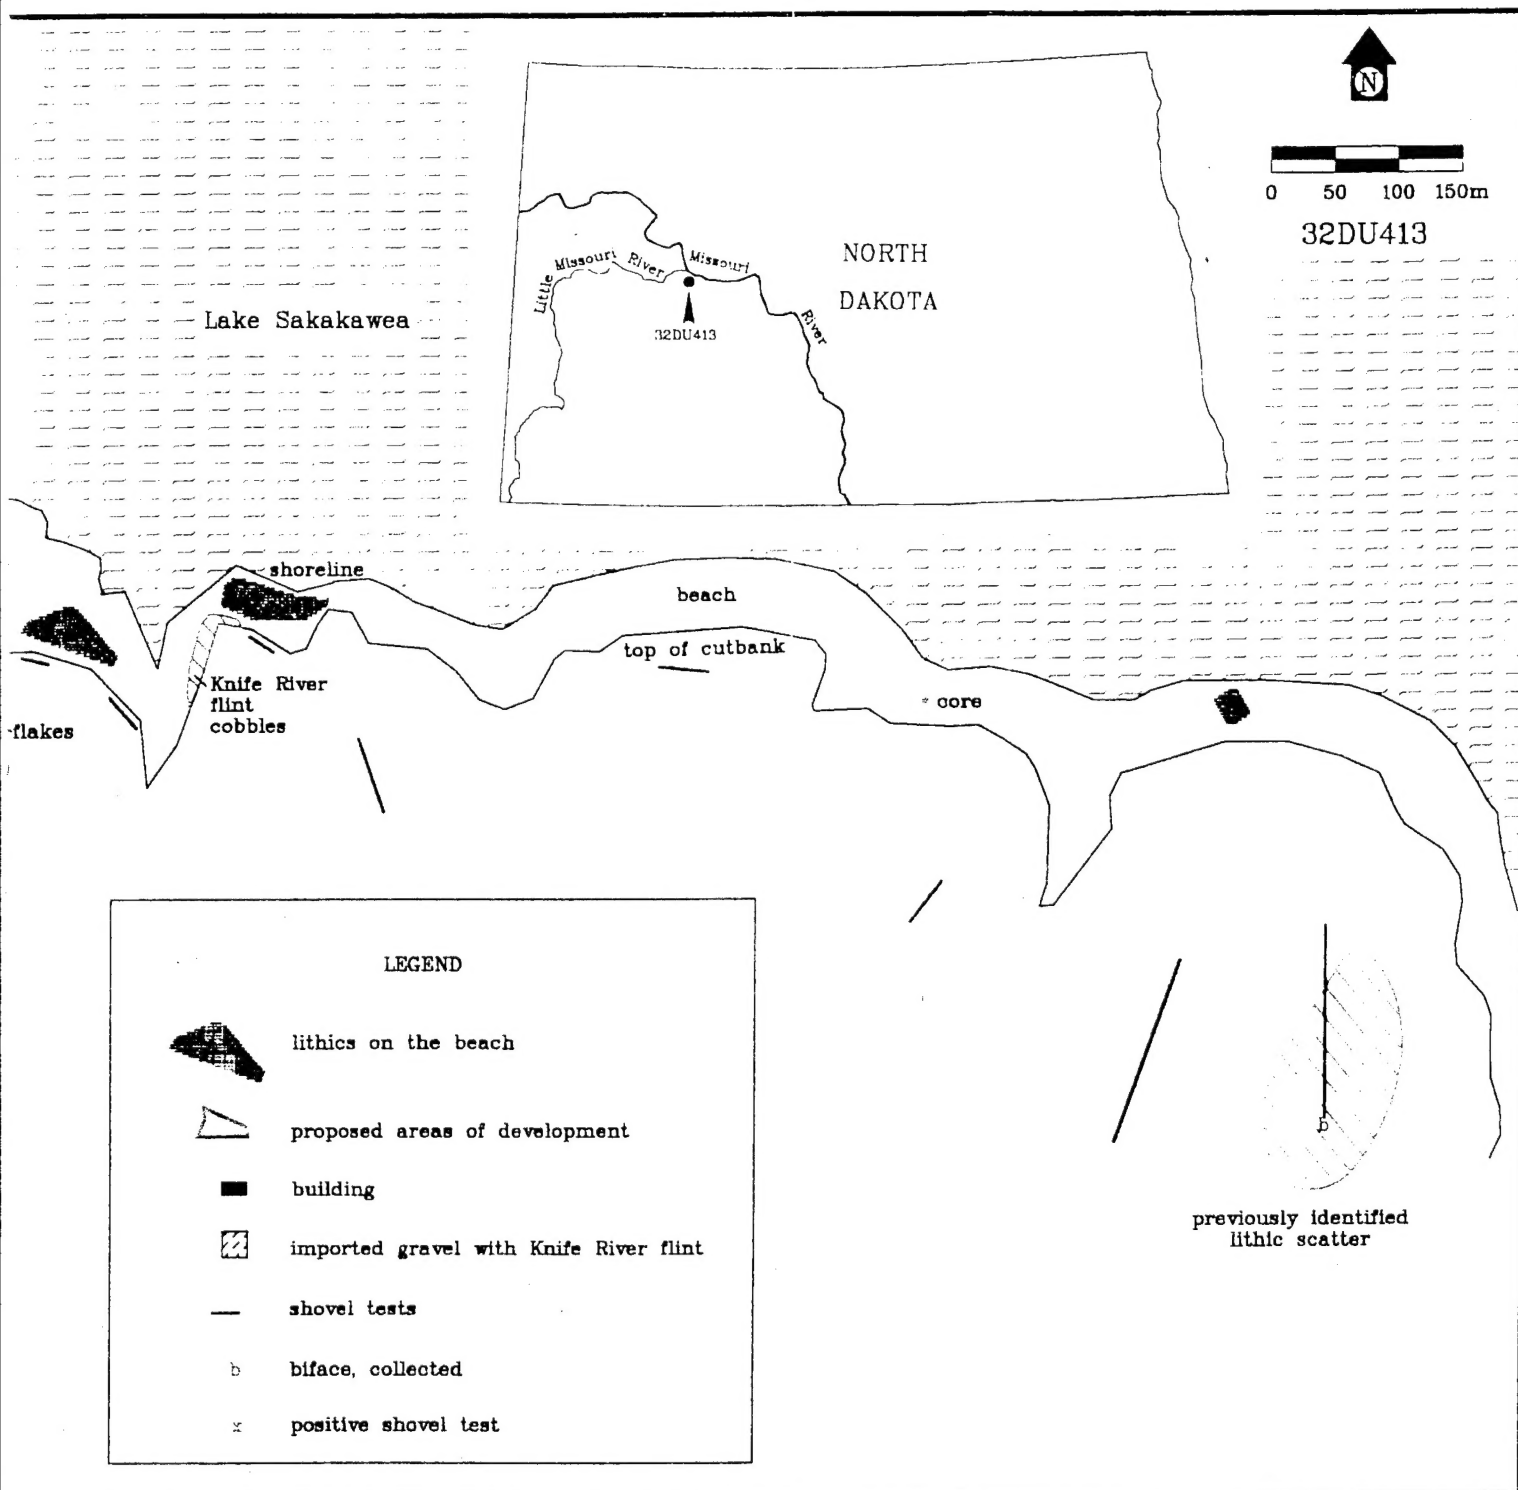 N
0 50 100 150m
32DU413
NORTH
DAKOTA
Little Missouri River
Missouri
River
32DU413
Lake Sakakawea
shoreline
beach
top of cutbank
Knife River
flint
cobbles
flakes
* core
b
previously identified
lithic scatter
LEGEND
lithics on the beach
proposed areas of development
building
imported gravel with Knife River flint
shovel tests
b biface, collected
x positive shovel test